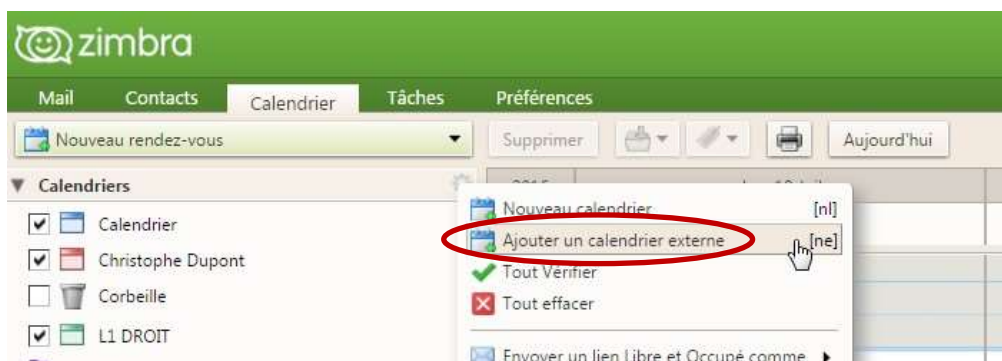 zimbra
Mail Contacts Calendrier Tâches Préférences
Nouveau rendez-vous Supprimer Aujourd'hui
Calendriers
Nouveau calendrier [nl]
Calendrier
Ajouter un calendrier externe [ne]
Christophe Dupont
Tout Vérifier
Corbeille
Tout effacer
L1 DROIT
Envoyer un lien Libre et Occupé comme